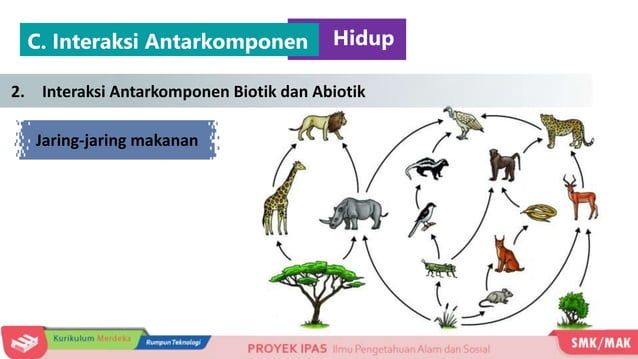 C. Interaksi Antarkomponen Hidup
2. Interaksi Antarkomponen Biotik dan Abiotik
Jaring-jaring makanan
Kurikulum Merdeka Rumpun Teknologi PROYEK IPAS Ilmu Pengetahuan Alam dan Sosial SMK/MAK